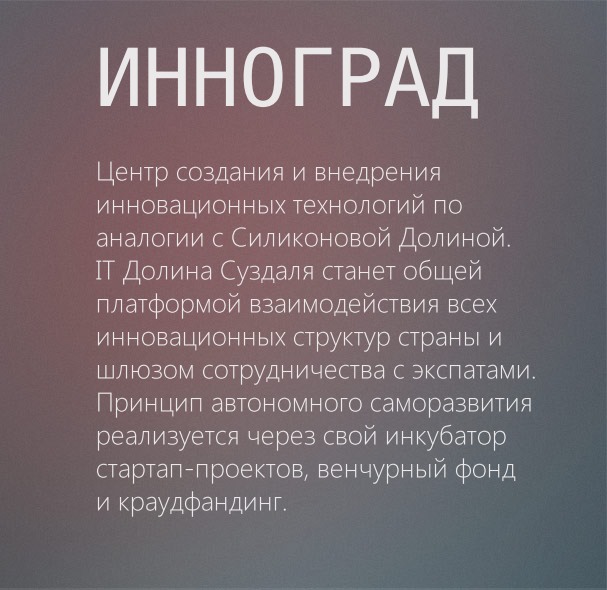 ИННОГРАД
Центр создания и внедрения
инновационных технологий по
аналогии с Силиконовой Долиной.
IT Долина Суздаля станет общей
платформой взаимодействия всех
инновационных структур страны и
шлюзом сотрудничества с экспатами.
Принцип автономного саморазвития
реализуется через свой инкубатор
стартап-проектов, венчурный фонд
и краудфандинг.